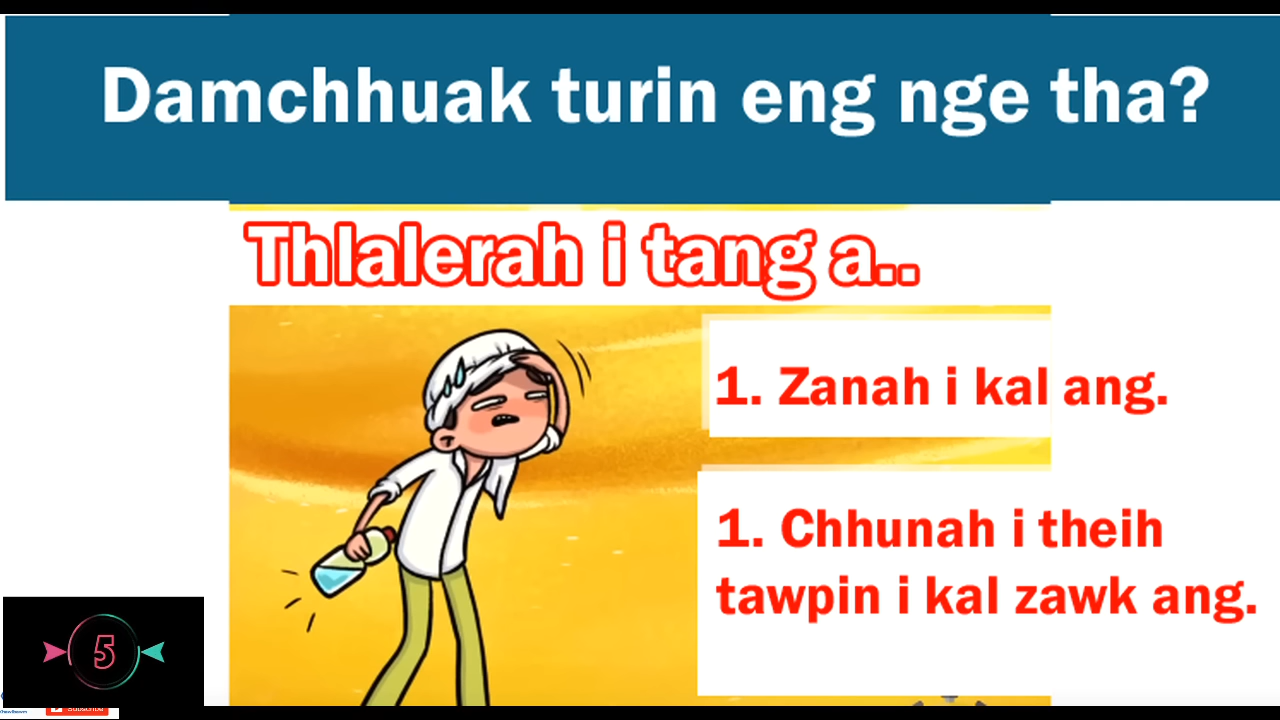 Damchhuak turin eng nge tha?
Thlalerah i tang a..
1. Zanah i kal ang.
1. Chhunah i theih
tawpin i kal zawk ang.
5
Subscribe